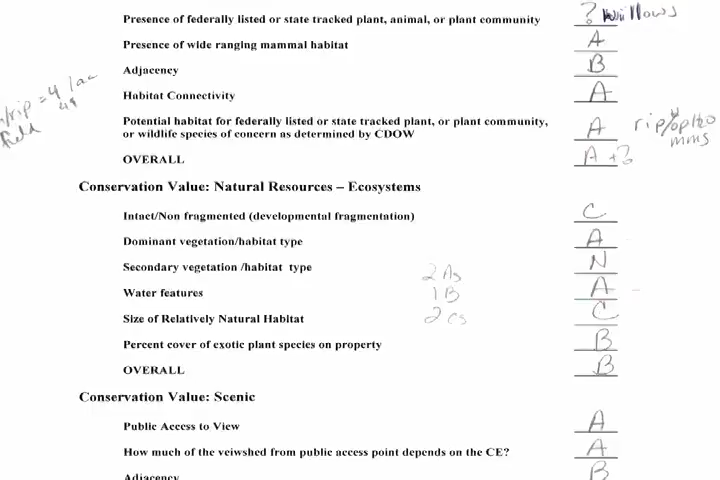 Presence of federally listed or state tracked plant, animal, or plant community ? willows
Presence of wide ranging mammal habitat A
Adjacency B
Habitat Connectivity A
Potential habitat for federally listed or state tracked plant, or plant community,
or wildlife species of concern as determined by CDOW A
OVERALL A +?
Conservation Value: Natural Resources – Ecosystems
Intact/Non fragmented (developmental fragmentation) C
Dominant vegetation/habitat type A
Secondary vegetation /habitat type 2 As N
Water features 1 B A
Size of Relatively Natural Habitat 2 Cs C
Percent cover of exotic plant species on property B
OVERALL B
Conservation Value: Scenic
Public Access to View A
How much of the veiwshed from public access point depends on the CE? A
Adjacency B